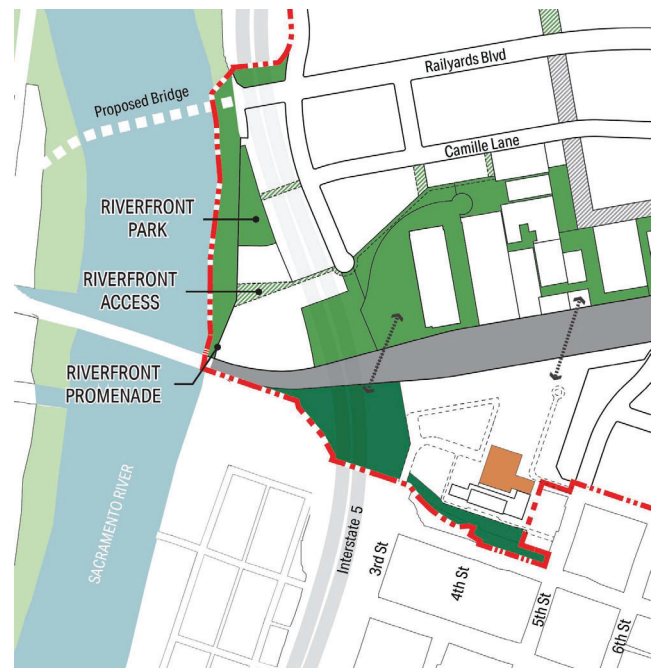 Railyards Blvd
Proposed Bridge
Camille Lane
RIVERFRONT
PARK
RIVERFRONT
ACCESS
RIVERFRONT
PROMENADE
SACRAMENTO RIVER
Interstate 5
3rd St
4th St
5th St
6th St